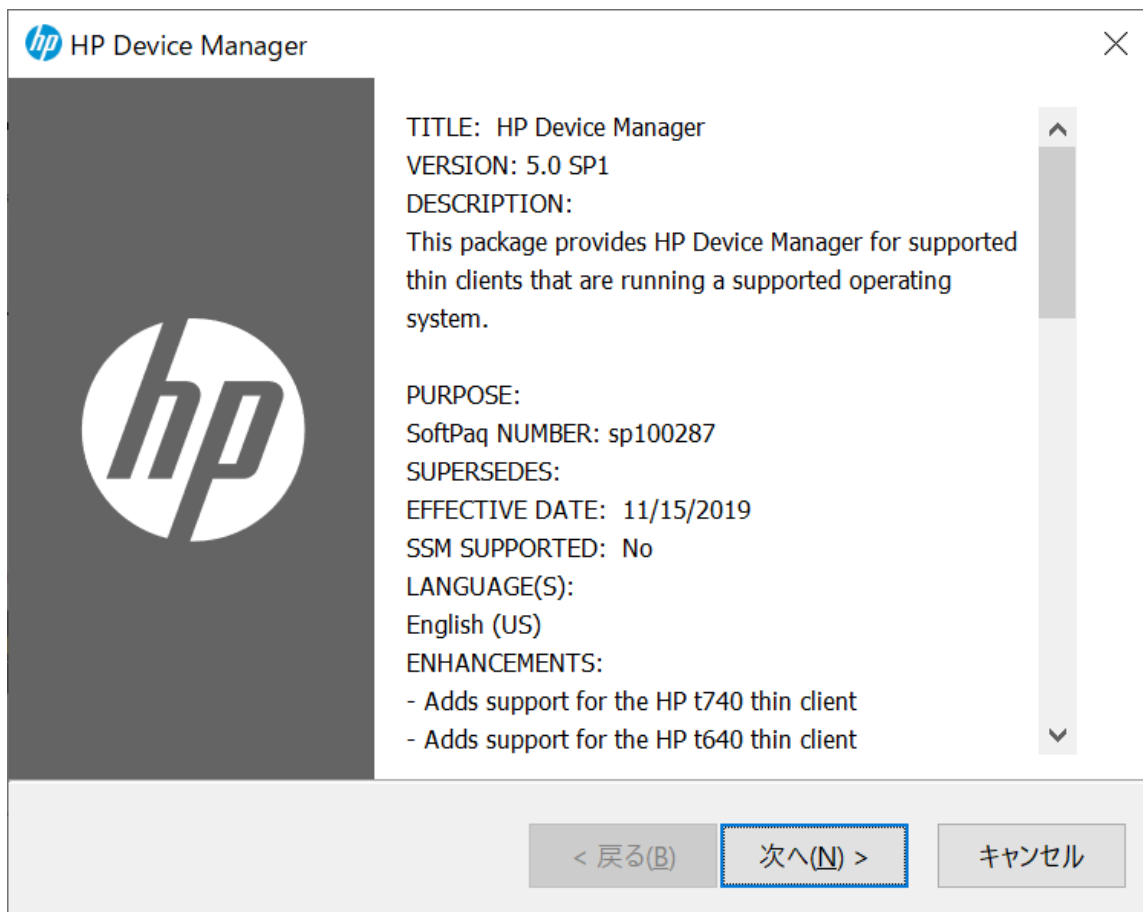 hp HP Device Manager
TITLE:  HP Device Manager
VERSION: 5.0 SP1
DESCRIPTION:
This package provides HP Device Manager for supported
thin clients that are running a supported operating
system.
PURPOSE:
SoftPaq NUMBER: sp100287
SUPERSEDES:
EFFECTIVE DATE:  11/15/2019
SSM SUPPORTED:  No
LANGUAGE(S):
English (US)
ENHANCEMENTS:
- Adds support for the HP t740 thin client
- Adds support for the HP t640 thin client
hp
< 戻る(B)
次へ(N) >
キャンセル